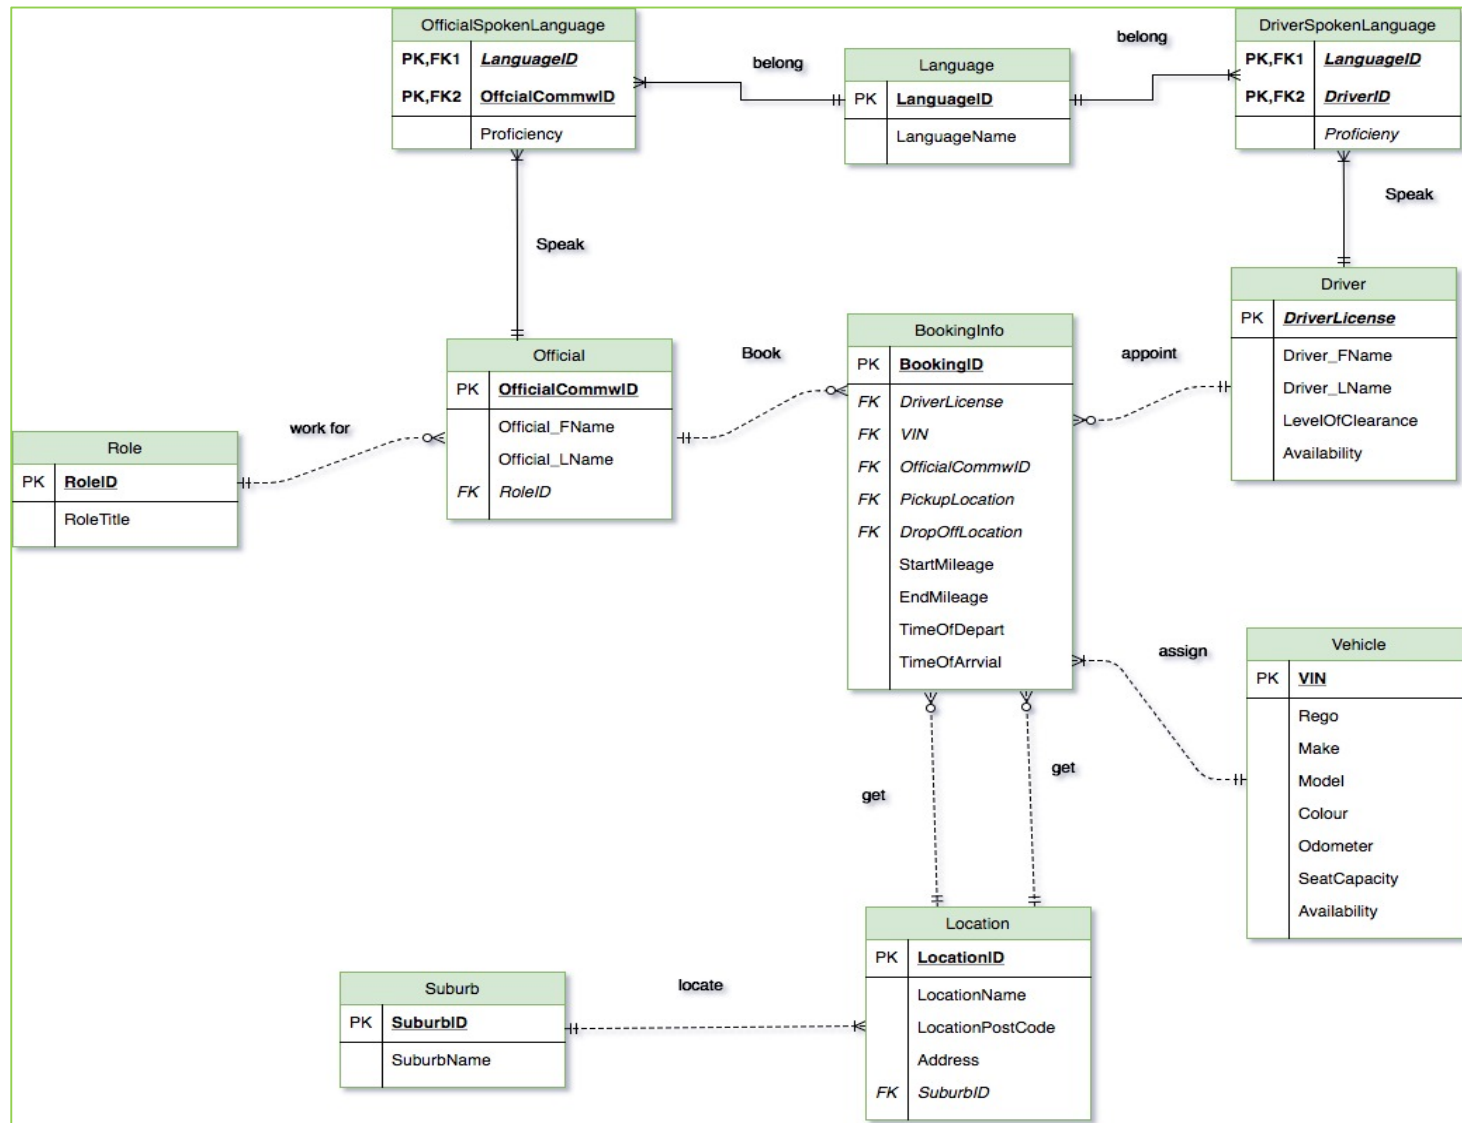 OfficialSpokenLanguage
PK,FK1 LanguageID
PK,FK2 OffcialCommwID
Proficiency
belong
Language
PK LanguageID
LanguageName
belong
DriverSpokenLanguage
PK,FK1 LanguageID
PK,FK2 DriverID
Proficieny
Speak
Speak
Role
PK RoleID
RoleTitle
work for
Official
PK OfficialCommwID
Official_FName
Official_LName
FK RoleID
Book
BookingInfo
PK BookingID
FK DriverLicense
FK VIN
FK OfficialCommwID
FK PickupLocation
FK DropOffLocation
StartMileage
EndMileage
TimeOfDepart
TimeOfArrvial
appoint
Driver
PK DriverLicense
Driver_FName
Driver_LName
LevelOfClearance
Availability
assign
Vehicle
PK VIN
Rego
Make
Model
Colour
Odometer
SeatCapacity
Availability
get
get
Suburb
PK SuburbID
SuburbName
locate
Location
PK LocationID
LocationName
LocationPostCode
Address
FK SuburbID